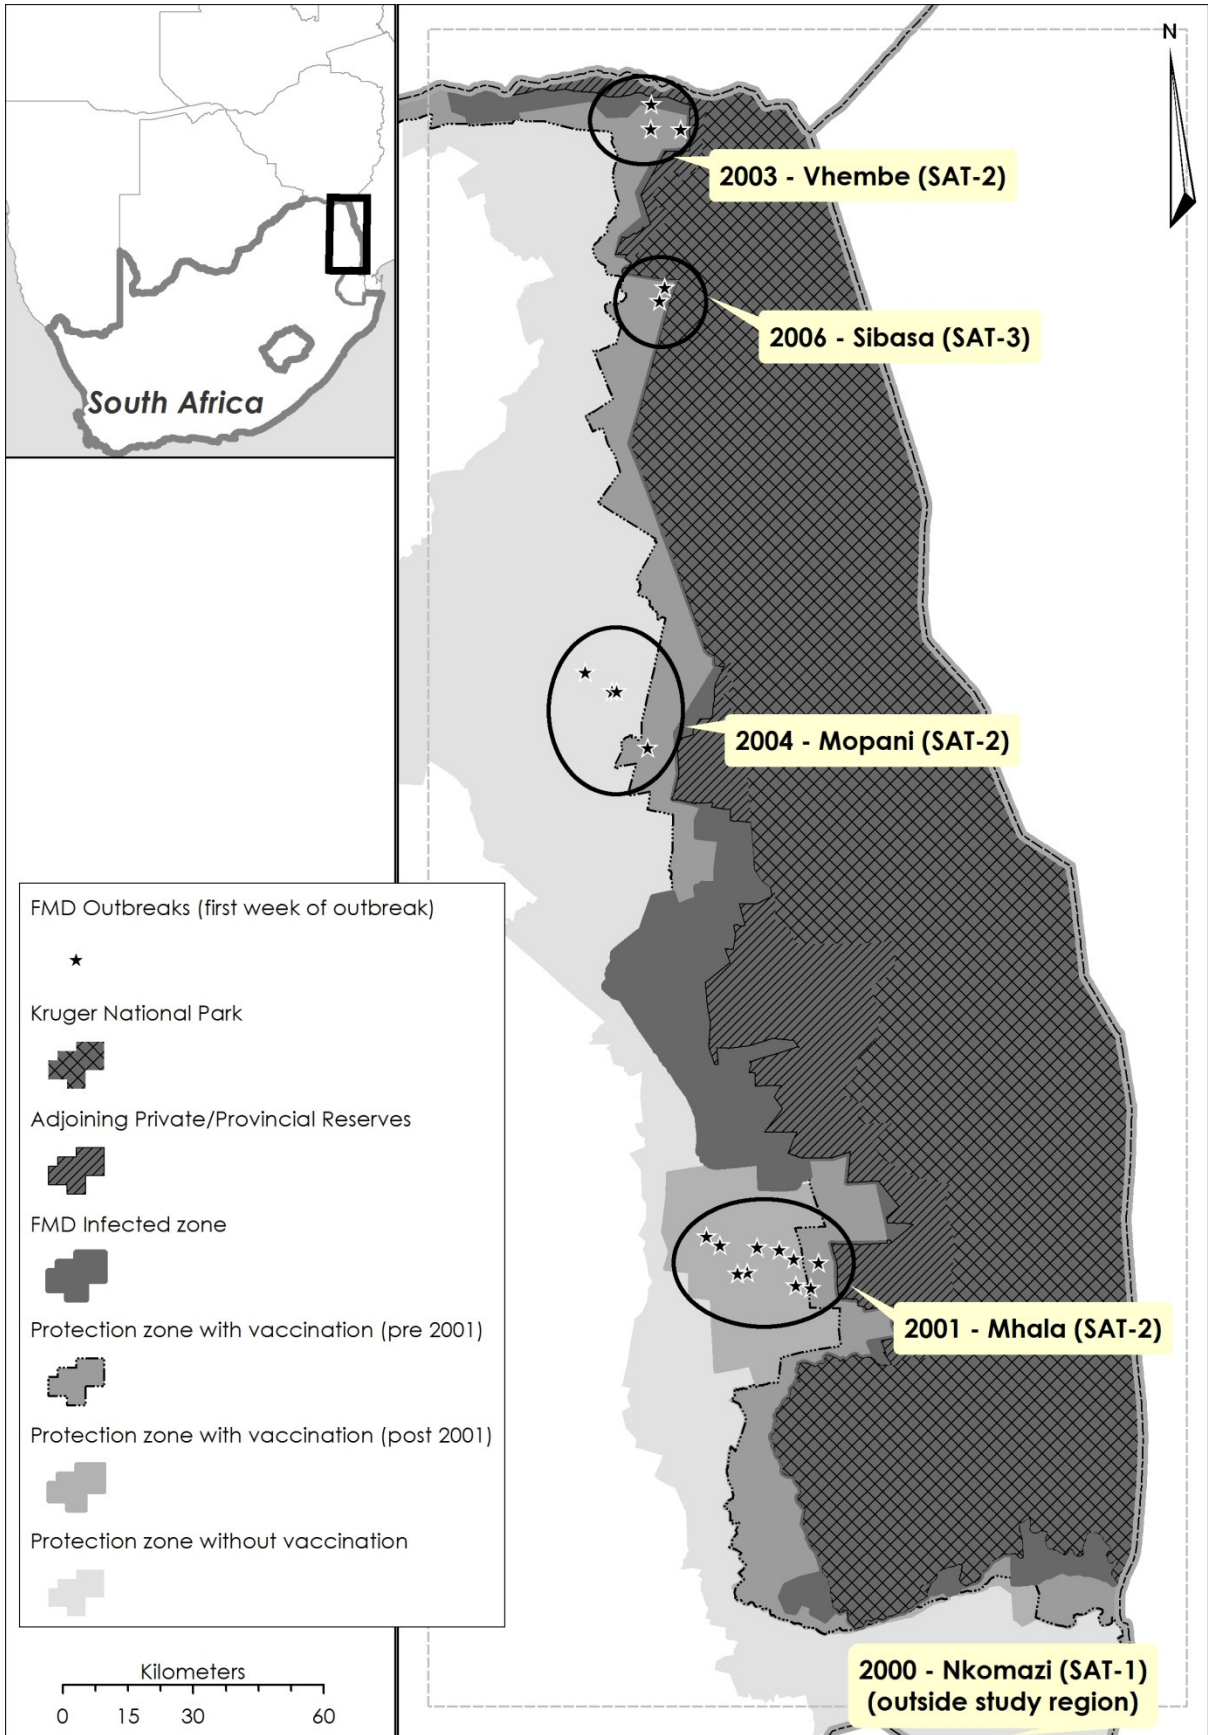 N
2003 - Vhembe (SAT-2)
2006 - Sibasa (SAT-3)
South Africa
2004 - Mopani (SAT-2)
FMD Outbreaks (first week of outbreak)
Kruger National Park
Adjoining Private/Provincial Reserves
FMD Infected zone
Protection zone with vaccination (pre 2001)
Protection zone with vaccination (post 2001)
Protection zone without vaccination
2001 - Mhala (SAT-2)
2000 - Nkomazi (SAT-1)
(outside study region)
Kilometers
0 15 30 60